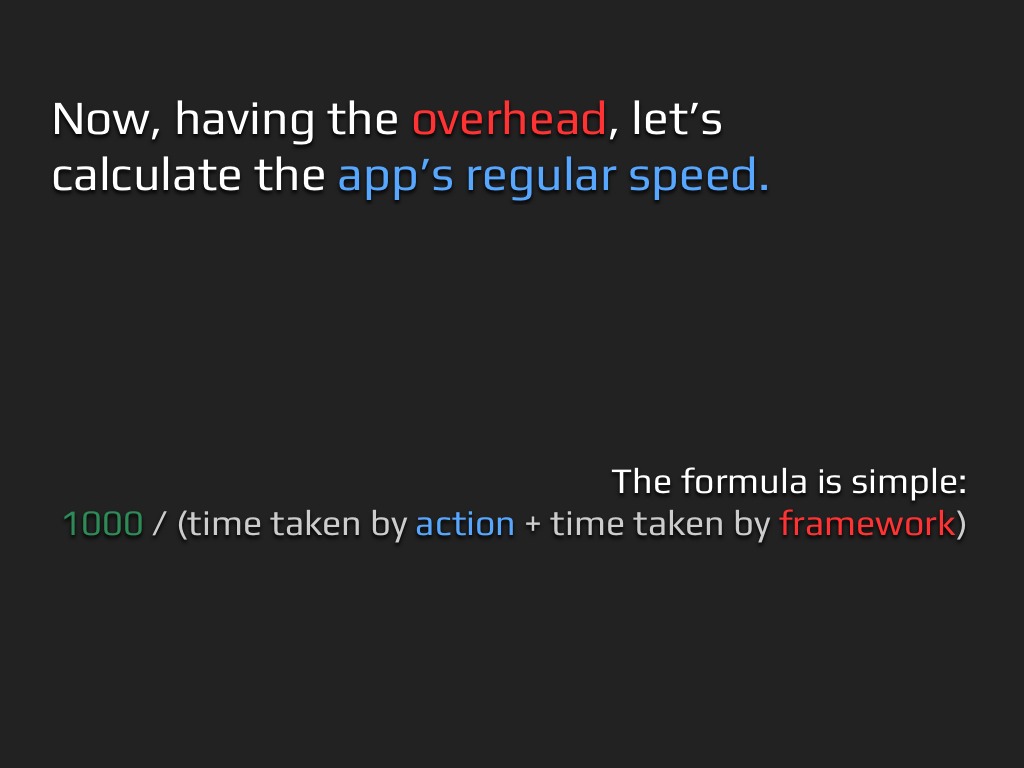 Now, having the overhead, let’s
calculate the app’s regular speed.
The formula is simple:
1000 / (time taken by action + time taken by framework)